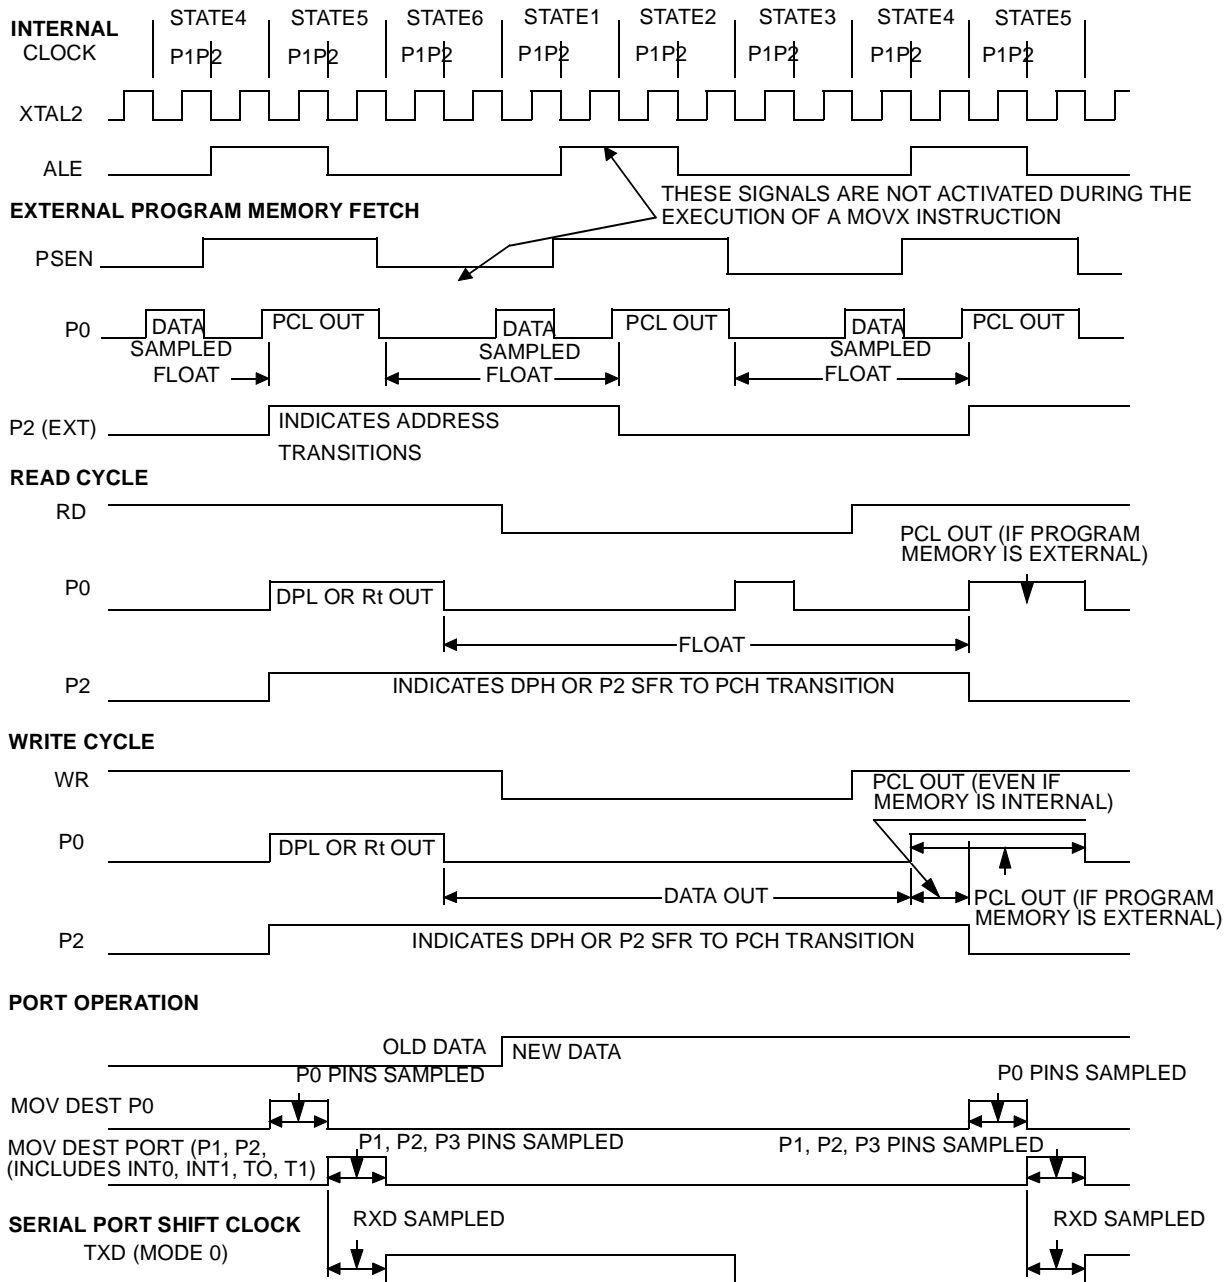 INTERNAL
CLOCK
STATE4 STATE5 STATE6 STATE1 STATE2 STATE3 STATE4 STATE5
P1P2 P1P2 P1P2 P1P2 P1P2 P1P2 P1P2 P1P2
XTAL2
ALE
THESE SIGNALS ARE NOT ACTIVATED DURING THE
EXECUTION OF A MOVX INSTRUCTION
EXTERNAL PROGRAM MEMORY FETCH
PSEN
P0
DATA PCL OUT DATA PCL OUT DATA PCL OUT
SAMPLED SAMPLED SAMPLED
FLOAT FLOAT FLOAT
P2 (EXT)
INDICATES ADDRESS
TRANSITIONS
READ CYCLE
RD
PCL OUT (IF PROGRAM
MEMORY IS EXTERNAL)
P0
DPL OR Rt OUT
FLOAT
P2
INDICATES DPH OR P2 SFR TO PCH TRANSITION
WRITE CYCLE
WR
PCL OUT (EVEN IF
MEMORY IS INTERNAL)
P0
DPL OR Rt OUT
DATA OUT
PCL OUT (IF PROGRAM
MEMORY IS EXTERNAL)
P2
INDICATES DPH OR P2 SFR TO PCH TRANSITION
PORT OPERATION
OLD DATA NEW DATA
P0 PINS SAMPLED P0 PINS SAMPLED
MOV DEST P0
MOV DEST PORT (P1, P2,
(INCLUDES INT0, INT1, TO, T1)
P1, P2, P3 PINS SAMPLED P1, P2, P3 PINS SAMPLED
SERIAL PORT SHIFT CLOCK
TXD (MODE 0)
RXD SAMPLED RXD SAMPLED